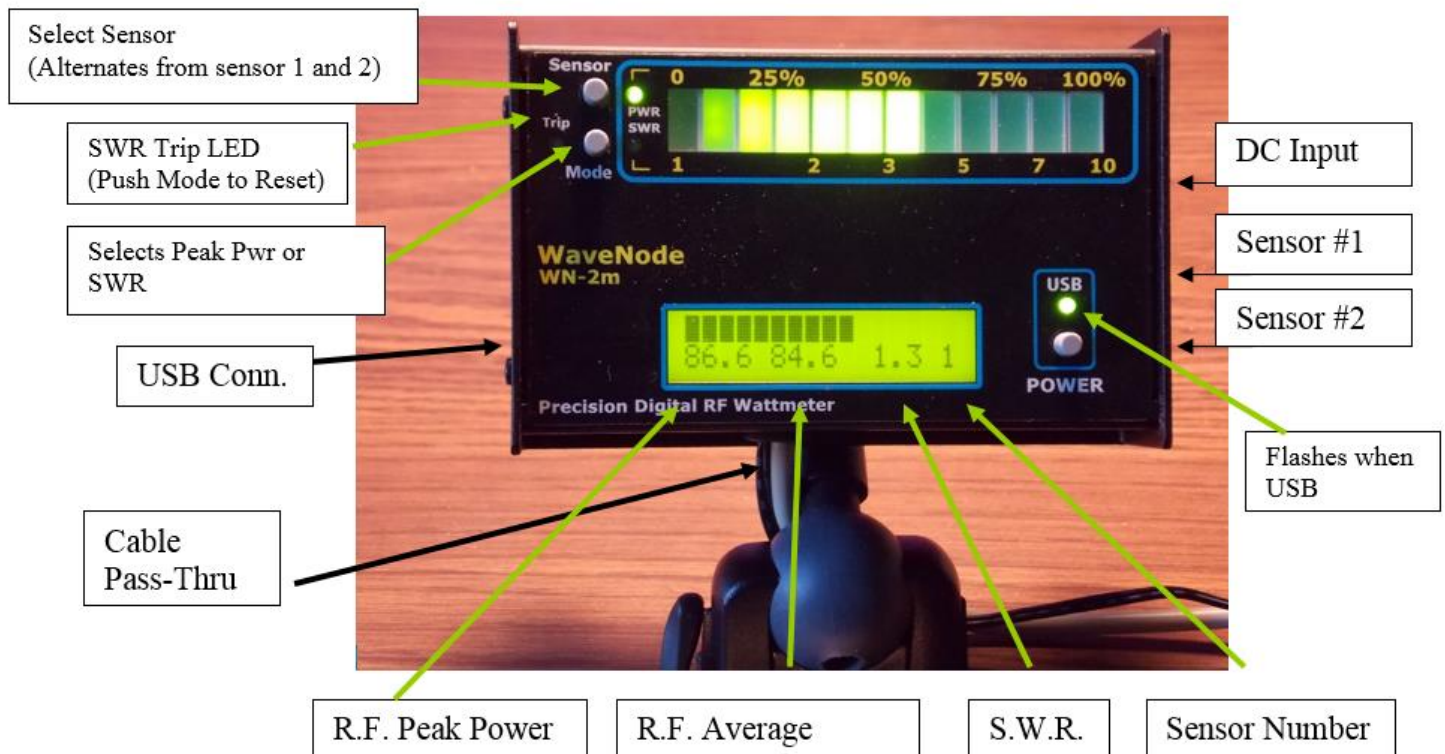 Select Sensor
(Alternates from sensor 1 and 2)
SWR Trip LED
(Push Mode to Reset)
Selects Peak Pwr or
SWR
USB Conn.
Cable
Pass-Thru
Sensor
Trip
Mode
PWR
SWR
0 25% 50% 75% 100%
1 2 3 5 7 10
WaveNode
WN-2m
USB
POWER
86.6 84.6 1.3 1
Precision Digital RF Wattmeter
DC Input
Sensor #1
Sensor #2
Flashes when
USB
R.F. Peak Power
R.F. Average
S.W.R.
Sensor Number